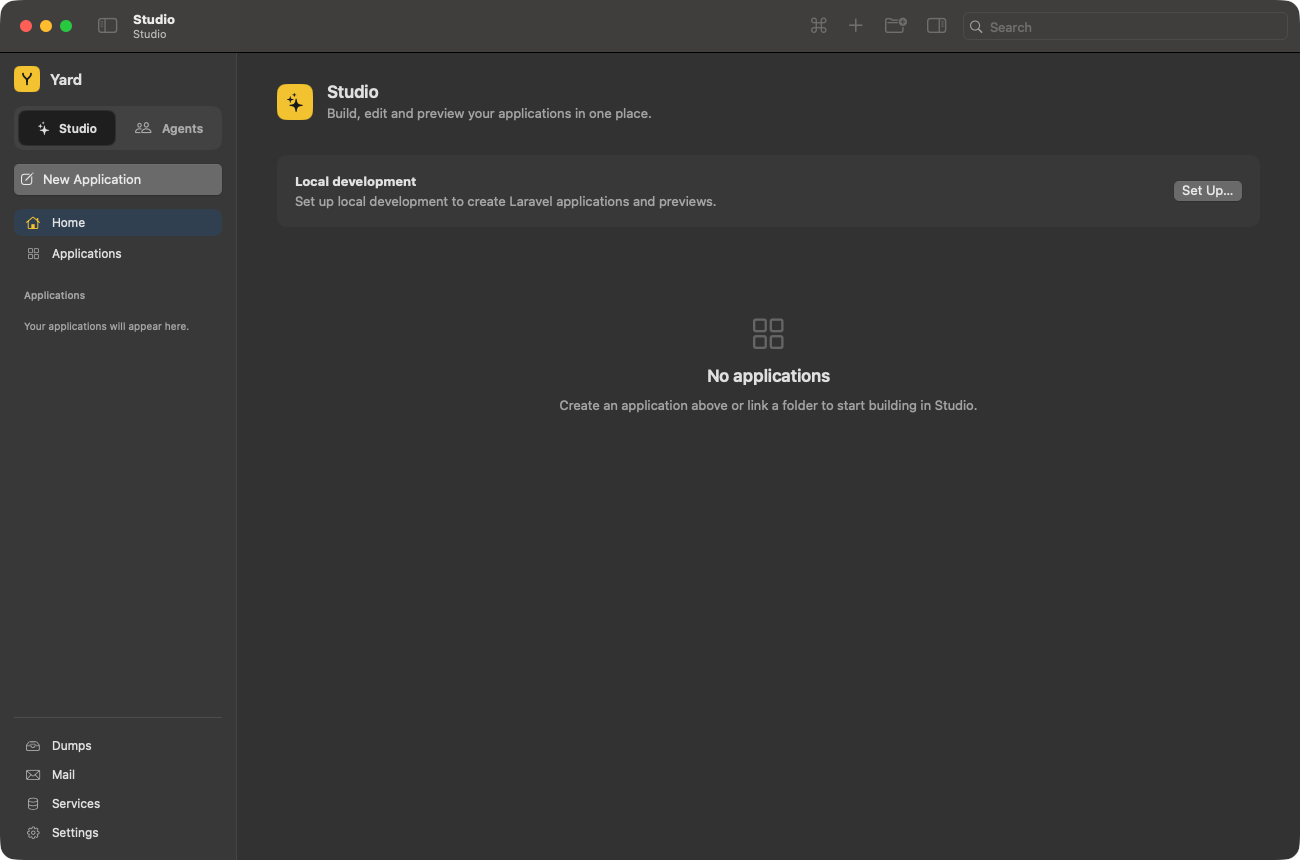 Studio
Studio
Search
Y Yard
Studio
Agents
New Application
Home
Applications
Applications
Your applications will appear here.
Dumps
Mail
Services
Settings
Studio
Build, edit and preview your applications in one place.
Local development
Set up local development to create Laravel applications and previews.
Set Up...
No applications
Create an application above or link a folder to start building in Studio.